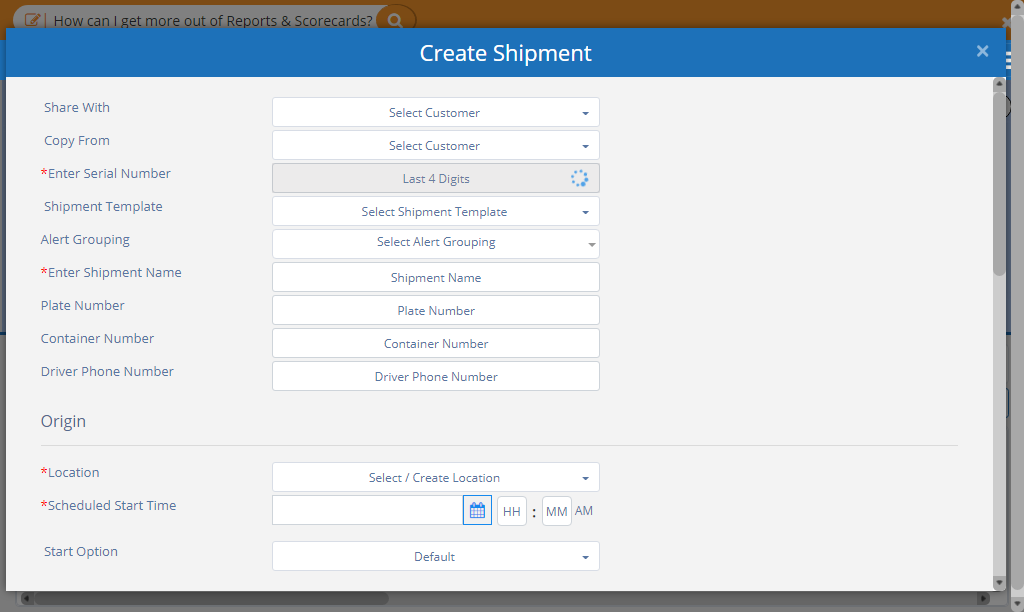 How can I get more out of Reports & Scorecards?
Create Shipment ×
Share With Select Customer
Copy From Select Customer
*Enter Serial Number Last 4 Digits
Shipment Template Select Shipment Template
Alert Grouping Select Alert Grouping
*Enter Shipment Name Shipment Name
Plate Number Plate Number
Container Number Container Number
Driver Phone Number Driver Phone Number
Origin
*Location Select / Create Location
*Scheduled Start Time HH : MM AM
Start Option Default